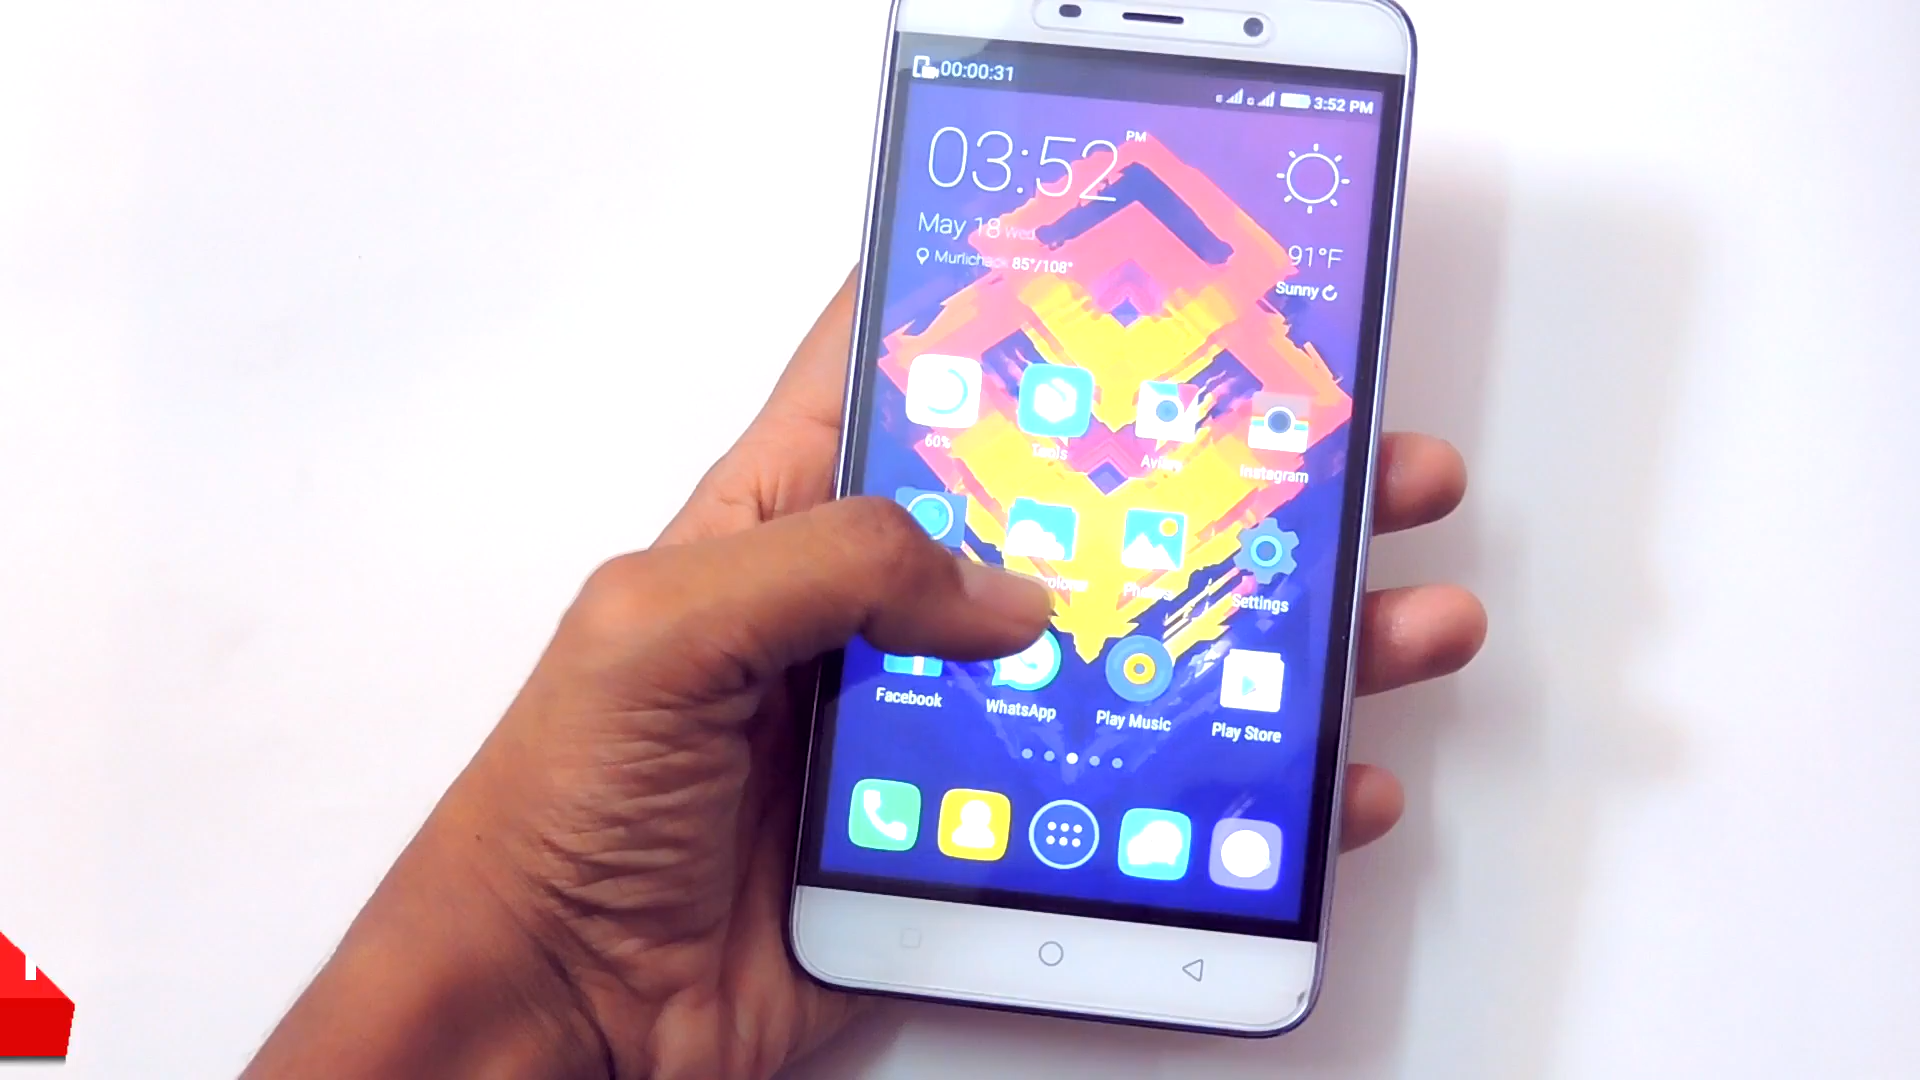 00:00:31
3:52 PM
03:52 PM
May 18 Wed
Murlichack 85°/108°
91°F
Sunny
60%
Tools
Instagram
Settings
Facebook
WhatsApp
Play Music
Play Store